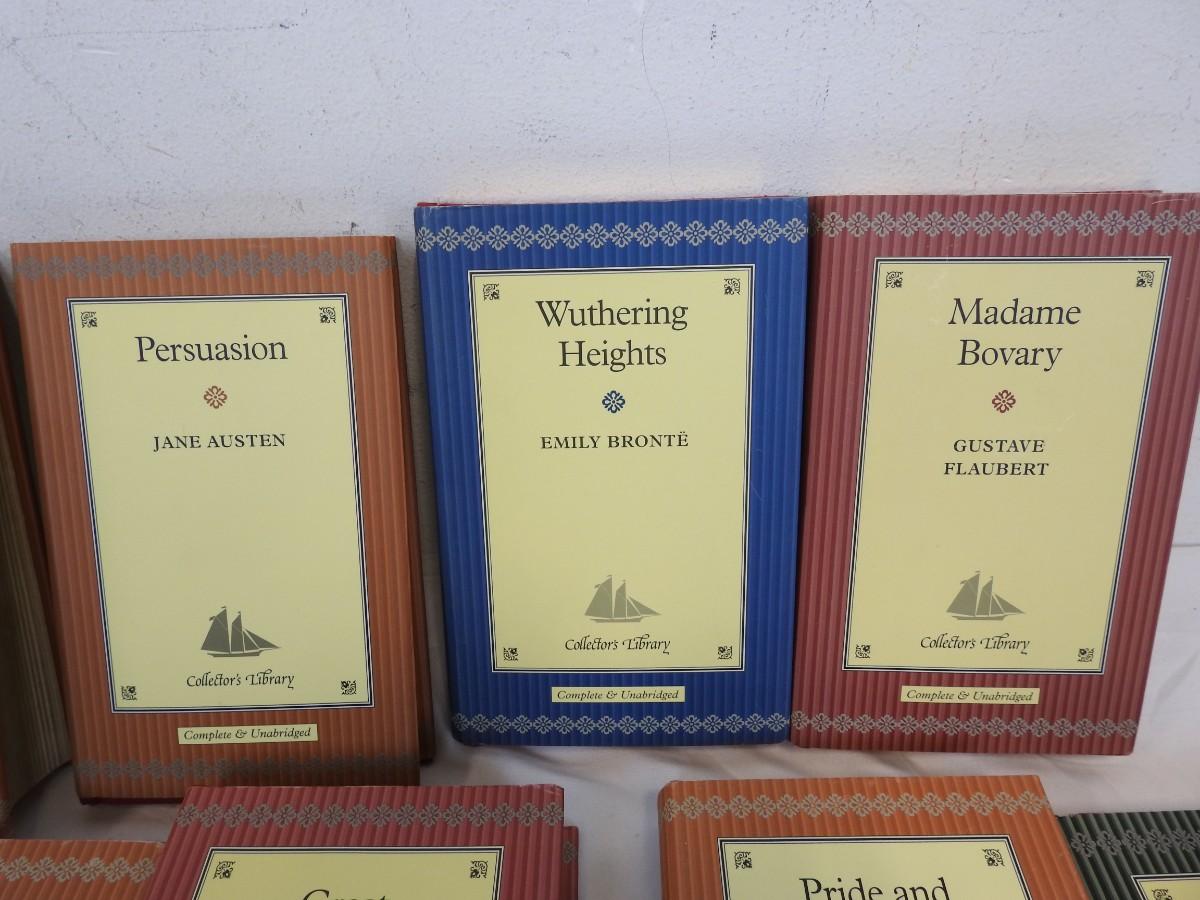 Persuasion
JANE AUSTEN
Collector's Library
Complete & Unabridged
Wuthering
Heights
EMILY BRONTË
Collector's Library
Complete & Unabridged
Madame
Bovary
GUSTAVE
FLAUBERT
Collector's Library
Complete & Unabridged
Great
Pride and